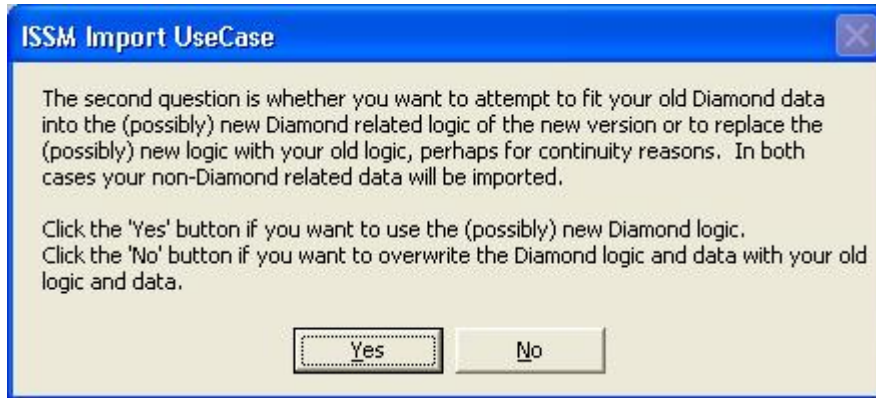 ISSM Import UseCase
The second question is whether you want to attempt to fit your old Diamond data
into the (possibly) new Diamond related logic of the new version or to replace the
(possibly) new logic with your old logic, perhaps for continuity reasons.  In both
cases your non-Diamond related data will be imported.
Click the 'Yes' button if you want to use the (possibly) new Diamond logic.
Click the 'No' button if you want to overwrite the Diamond logic and data with your old
logic and data.
Yes No